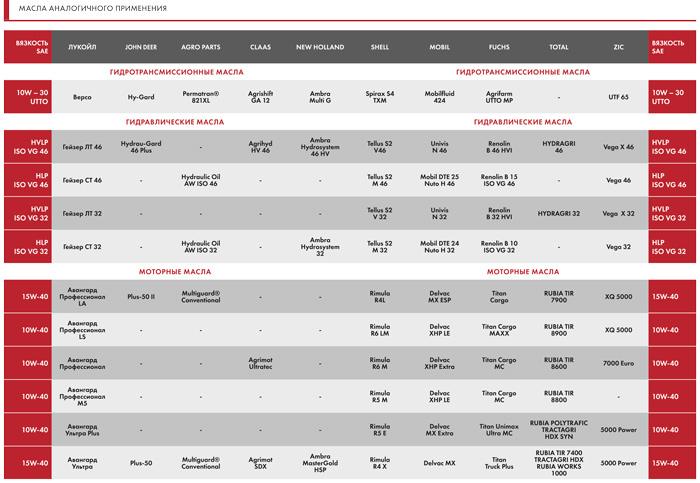 МАСЛА АНАЛОГИЧНОГО ПРИМЕНЕНИЯ
ВЯЗКОСТЬ SAE ЛУКОЙЛ JOHN DEER AGRO PARTS CLAAS NEW HOLLAND SHELL MOBIL FUCHS TOTAL ZIC ВЯЗКОСТЬ SAE
ГИДРОТРАНСМИССИОННЫЕ МАСЛА ГИДРОТРАНСМИССИОННЫЕ МАСЛА
10W – 30 UTTO Версо Hy-Gard Permatran® 821XL Agrishift GA 12 Ambra Multi G Spirax S4 TXM Mobilfluid 424 Agrifarm UTTO MP - UTF 65 10W – 30 UTTO
ГИДРАВЛИЧЕСКИЕ МАСЛА ГИДРАВЛИЧЕСКИЕ МАСЛА
HVLP ISO VG 46 Гейзер ЛТ 46 Hydrau-Gard 46 Plus - Agrihyd HV 46 Ambra Hydrosystem 46 HV Tellus S2 V46 Univis N 46 Renolin B 46 HVI HYDRAGRI 46 Vega X 46 HVLP ISO VG 46
HLP ISO VG 46 Гейзер СТ 46 - Hydraulic Oil AW ISO 46 - - Tellus S2 M 46 Mobil DTE 25 Nuto H 46 Renolin B 15 ISO VG 46 - Vega 46 HLP ISO VG 46
HVLP ISO VG 32 Гейзер ЛТ 32 - - - - Tellus S2 V 32 Univis N 32 Renolin B 32 HVI HYDRAGRI 32 Vega X 32 HVLP ISO VG 32
HLP ISO VG 32 Гейзер СТ 32 - Hydraulic Oil AW ISO 32 - Ambra Hydrosystem 32 Tellus S2 M 32 Mobil DTE 24 Nuto H 32 Renolin B 10 ISO VG 32 - Vega 32 HLP ISO VG 32
МОТОРНЫЕ МАСЛА МОТОРНЫЕ МАСЛА
15W-40 Авангард Профессионал LA Plus-50 II Multiguard® Conventional - - Rimula R4L Delvac MX ESP Titan Cargo RUBIA TIR 7900 XQ 5000 15W-40
10W-40 Авангард Профессионал LS - - - - Rimula R6 LM Delvac XHP LE Titan Cargo MAXX RUBIA TIR 8900 XQ 5000 10W-40
10W-40 Авангард Профессионал - - Agrimot Ultratec - Rimula R6 M Delvac XHP Extra Titan Cargo MC RUBIA TIR 8600 7000 Euro 10W-40
10W-40 Авангард Профессионал M5 - - - - Rimula R5 M Delvac XHP LE Titan Cargo MC RUBIA TIR 8800 - 10W-40
10W-40 Авангард Ультра Plus - - - - Rimula R5 E Delvac MX Extra Titan Unimax Ultra MC RUBIA POLYTRAFIC TRACTAGRI HDX SYN 5000 Power 10W-40
15W-40 Авангард Ультра Plus-50 Multiguard® Conventional Agrimot SDX Ambra MasterGold HSP Rimula R4 X Delvac MX Titan Truck Plus RUBIA TIR 7400 TRACTAGRI HDX RUBIA WORKS 1000 5000 Power 15W-40